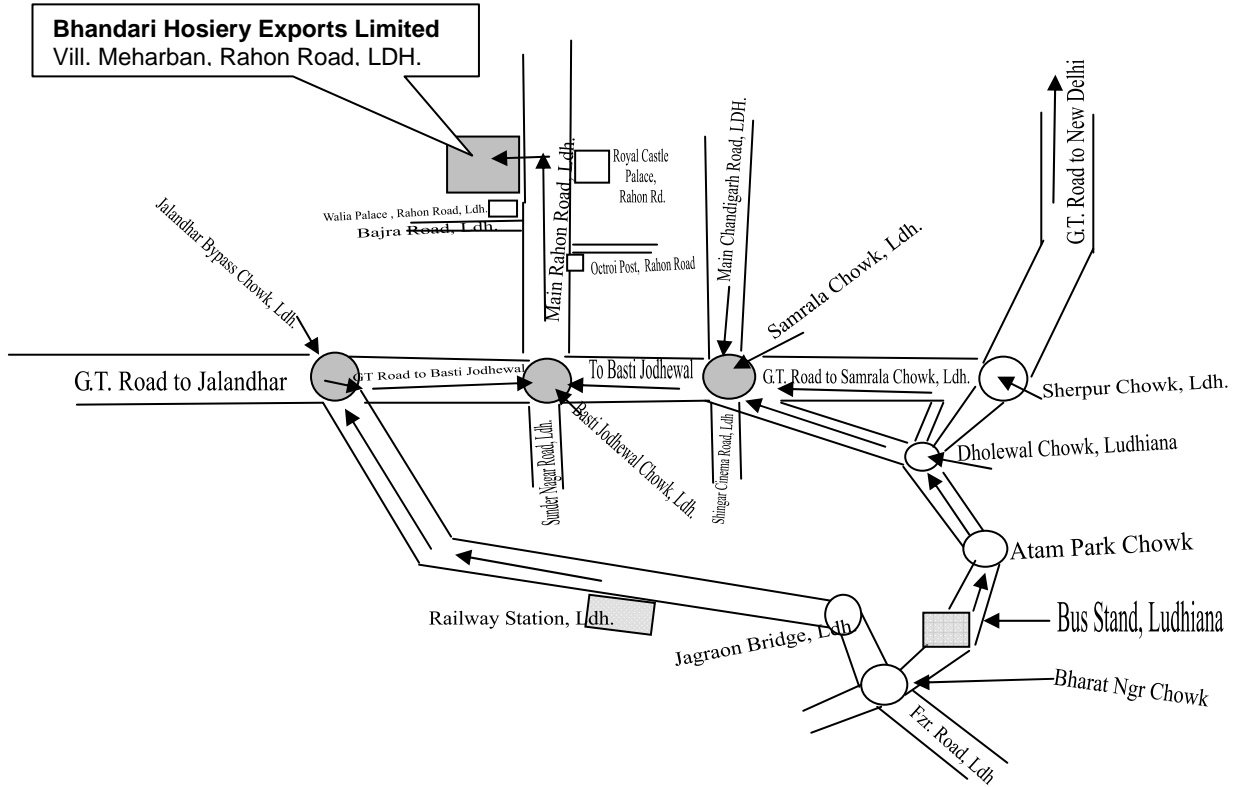 Bhandari Hosiery Exports Limited
Vill. Meharban, Rahon Road, LDH.
G.T. Road to New Delhi
Main Chandigarh Road, LDH.
Main Rahon Road, Ldh.
Royal Castle
Palace,
Rahon Rd.
Walia Palace , Rahon Road, Ldh.
Bajra Road, Ldh.
Jalandhar Bypass Chowk, Ldh.
Octroi Post, Rahon Road
Samrala Chowk, Ldh.
G.T. Road to Jalandhar
GT Road to Basti Jodhewal
To Basti Jodhewal
G.T. Road to Samrala Chowk, Ldh.
Sherpur Chowk, Ldh.
Sunder Nagar Road, Ldh.
Basti Jodhewal Chowk, Ldh.
Shingar Cinema Road, Ldh
Dholewal Chowk, Ludhiana
Atam Park Chowk
Railway Station, Ldh.
Jagraon Bridge, Ldh
Bus Stand, Ludhiana
Bharat Ngr Chowk
Fzr. Road, Ldh